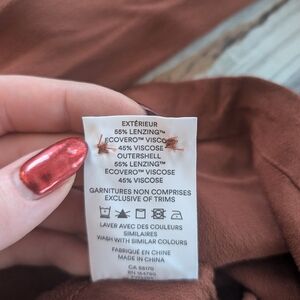 EXTÉRIEUR
55% LENZING™
ECOVERO™ VISCOSE
45% VISCOSE
OUTERSHELL
55% LENZING™
ECOVERO™ VISCOSE
45% VISCOSE
GARNITURES NON COMPRISES
EXCLUSIVE OF TRIMS
LAVER AVEC DES COULEURS
SIMILAIRES
WASH WITH SIMILAR COLOURS
FABRIQUÉ EN CHINE
MADE IN CHINA